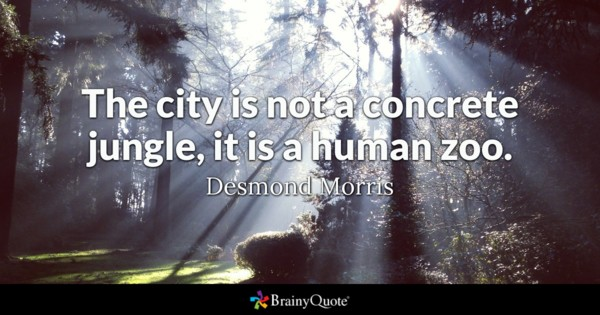 The city is not a concrete
jungle, it is a human zoo.
Desmond Morris
BrainyQuote®